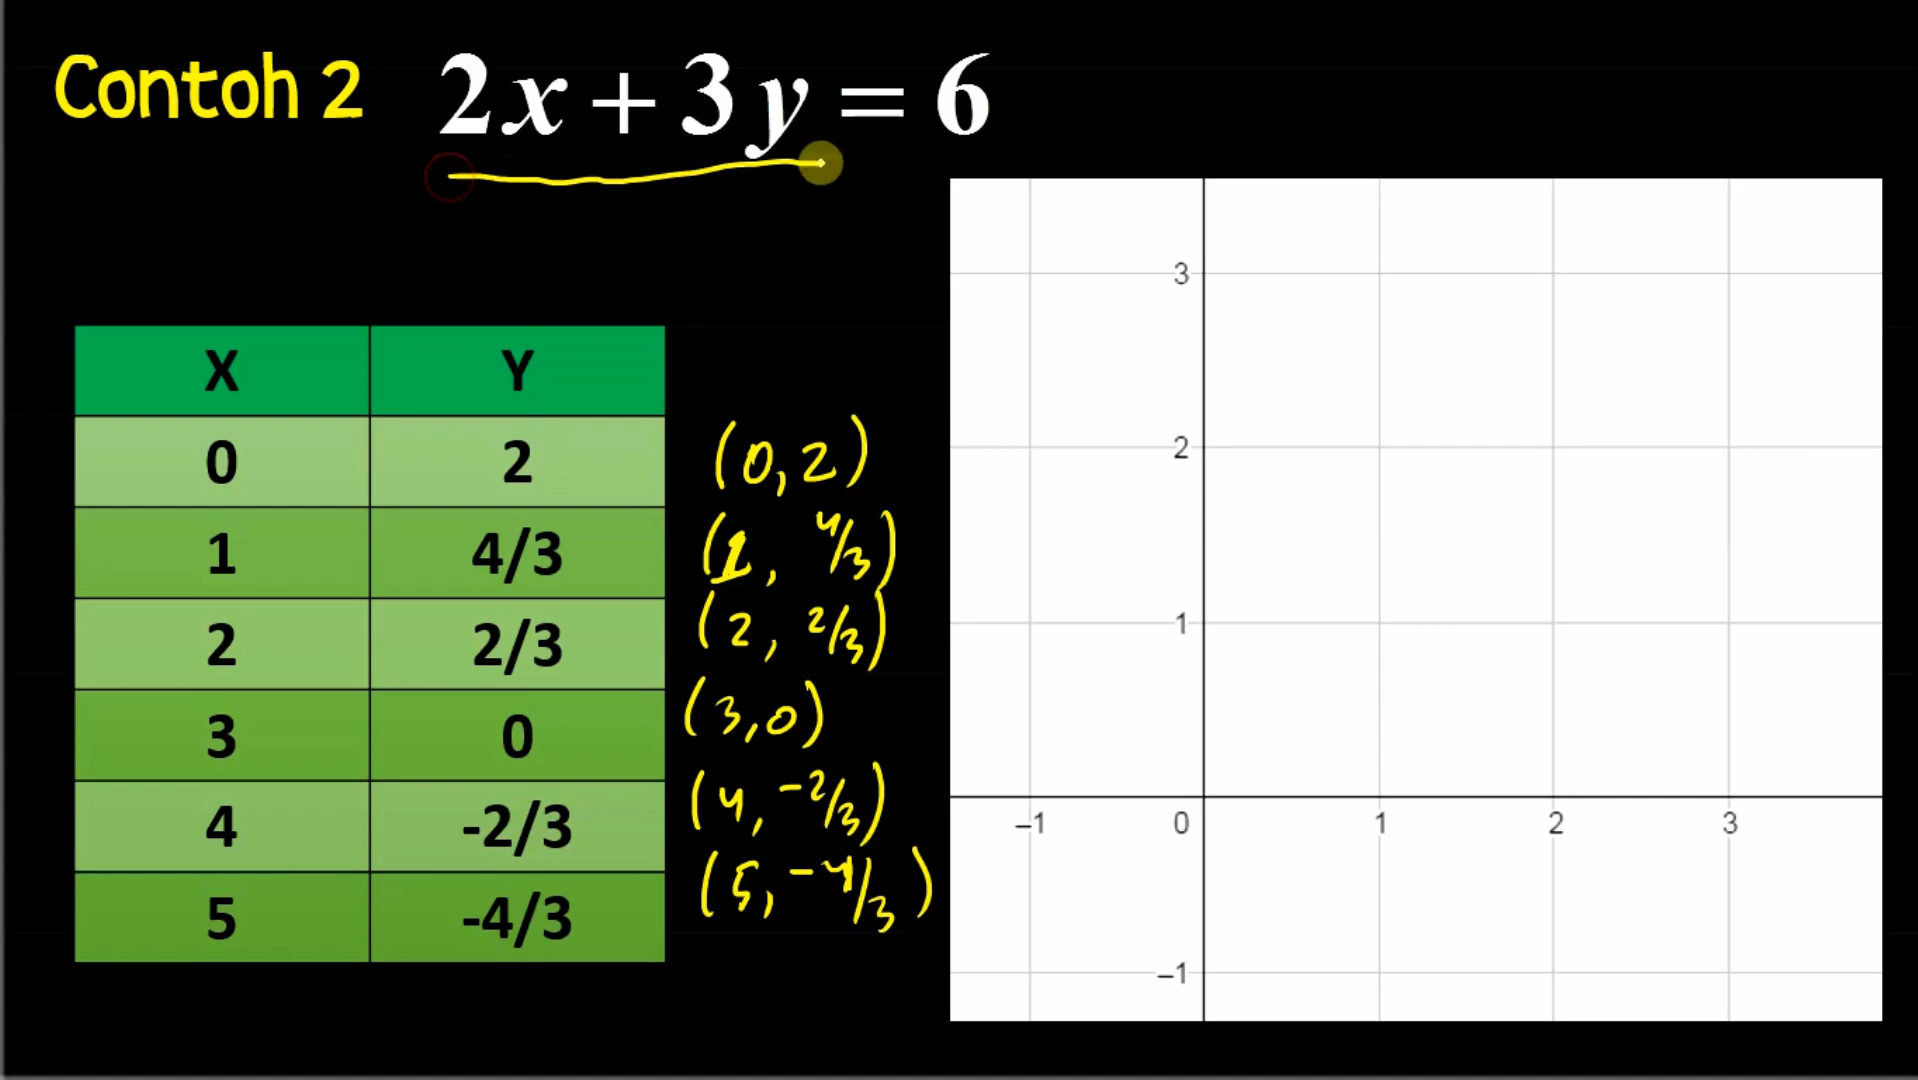 Contoh 2 2x + 3y = 6
X Y
0 2 (0, 2)
1 4/3 (1, 4/3)
2 2/3 (2, 2/3)
3 0 (3, 0)
4 -2/3 (4, -2/3)
5 -4/3 (5, -4/3)
3
2
1
–1 0 1 2 3
–1